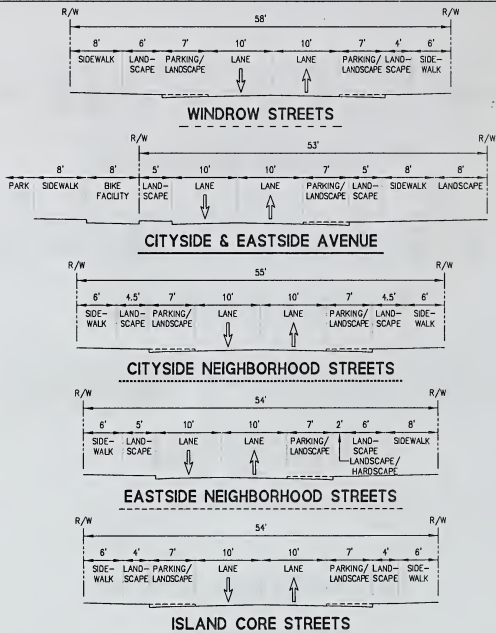 R/W R/W
58'
8' 6' 7' 10' 10' 7' 4' 6'
SIDEWALK LAND-SCAPE PARKING/LANDSCAPE LANE LANE PARKING/LANDSCAPE LAND-SCAPE SIDE-WALK
WINDROW STREETS
R/W R/W
53'
8' 8' 5' 10' 10' 7' 5' 8' 8'
PARK SIDEWALK BIKE FACILITY LAND-SCAPE LANE LANE PARKING/LANDSCAPE LAND-SCAPE SIDEWALK LANDSCAPE
CITYSIDE & EASTSIDE AVENUE
R/W R/W
55'
6' 4.5' 7' 10' 10' 7' 4.5' 6'
SIDE-WALK LAND-SCAPE PARKING/LANDSCAPE LANE LANE PARKING/LANDSCAPE LAND-SCAPE SIDE-WALK
CITYSIDE NEIGHBORHOOD STREETS
R/W R/W
54'
6' 5' 10' 10' 7' 2' 6' 8'
SIDE-WALK LAND-SCAPE LANE LANE PARKING/LANDSCAPE LAND-SCAPE SIDEWALK
LANDSCAPE/HARDSCAPE
EASTSIDE NEIGHBORHOOD STREETS
R/W R/W
54'
6' 4' 7' 10' 10' 7' 4' 6'
SIDE-WALK LAND-SCAPE PARKING/LANDSCAPE LANE LANE PARKING/LANDSCAPE LAND-SCAPE SIDE-WALK
ISLAND CORE STREETS